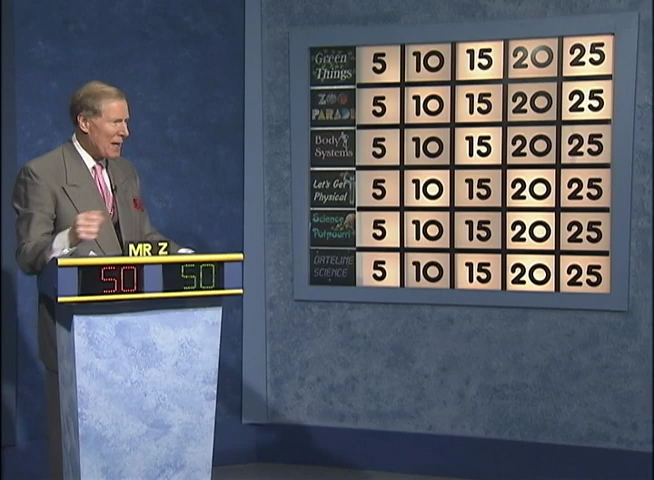 Green
Things
5 10 15 20 25
ZOO
PARADE
5 10 15 20 25
Body
Systems
5 10 15 20 25
Let's Get
Physical
5 10 15 20 25
Science
Potpourri
5 10 15 20 25
DATELINE
SCIENCE
5 10 15 20 25
MR Z
50 50